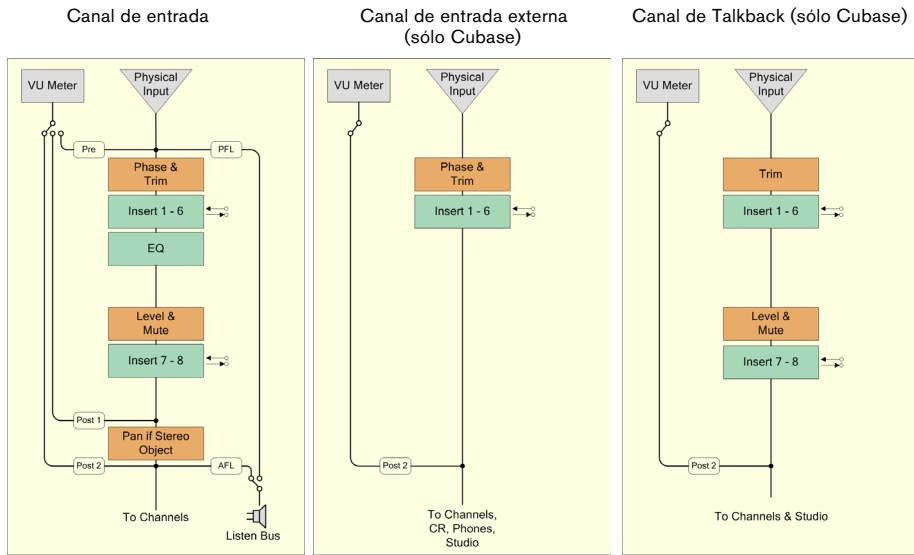 Canal de entrada
VU Meter
Physical
Input
Pre
PFL
Phase &
Trim
Insert 1 - 6
EQ
Level &
Mute
Insert 7 - 8
Post 1
Pan if Stereo
Object
Post 2
AFL
To Channels
Listen Bus
Canal de entrada externa
(sólo Cubase)
VU Meter
Physical
Input
Phase &
Trim
Insert 1 - 6
Post 2
To Channels,
CR, Phones,
Studio
Canal de Talkback (sólo Cubase)
VU Meter
Physical
Input
Trim
Insert 1 - 6
Level &
Mute
Insert 7 - 8
Post 2
To Channels & Studio